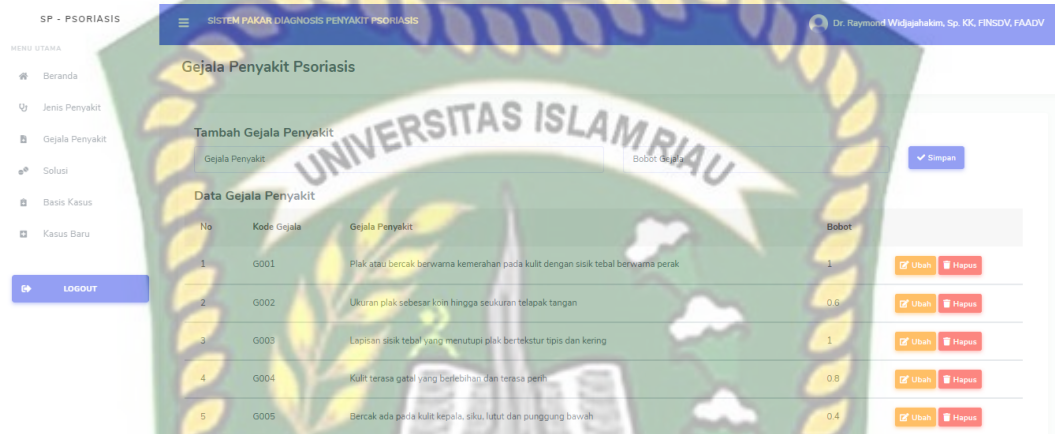 SP - PSORIASIS
SISTEM PAKAR DIAGNOSIS PENYAKIT PSORIASIS
Dr. Raymond Widjajahakim, Sp. KK, FINSDV, FAADV
MENU UTAMA
Beranda
Jenis Penyakit
Gejala Penyakit
Solusi
Basis Kasus
Kasus Baru
LOGOUT
Gejala Penyakit Psoriasis
UNIVERSITAS ISLAM RIAU
Tambah Gejala Penyakit
Gejala Penyakit Bobot Gejala Simpan
Data Gejala Penyakit
No Kode Gejala Gejala Penyakit Bobot
1 G001 Plak atau bercak berwarna kemerahan pada kulit dengan sisik tebal berwarna perak 1 Ubah Hapus
2 G002 Ukuran plak sebesar koin hingga seukuran telapak tangan 0.6 Ubah Hapus
3 G003 Lapisan sisik tebal yang menutupi plak bertekstur tipis dan kering 1 Ubah Hapus
4 G004 Kulit terasa gatal yang berlebihan dan terasa perih 0.8 Ubah Hapus
5 G005 Bercak ada pada kulit kepala, siku, lutut dan punggung bawah 0.4 Ubah Hapus